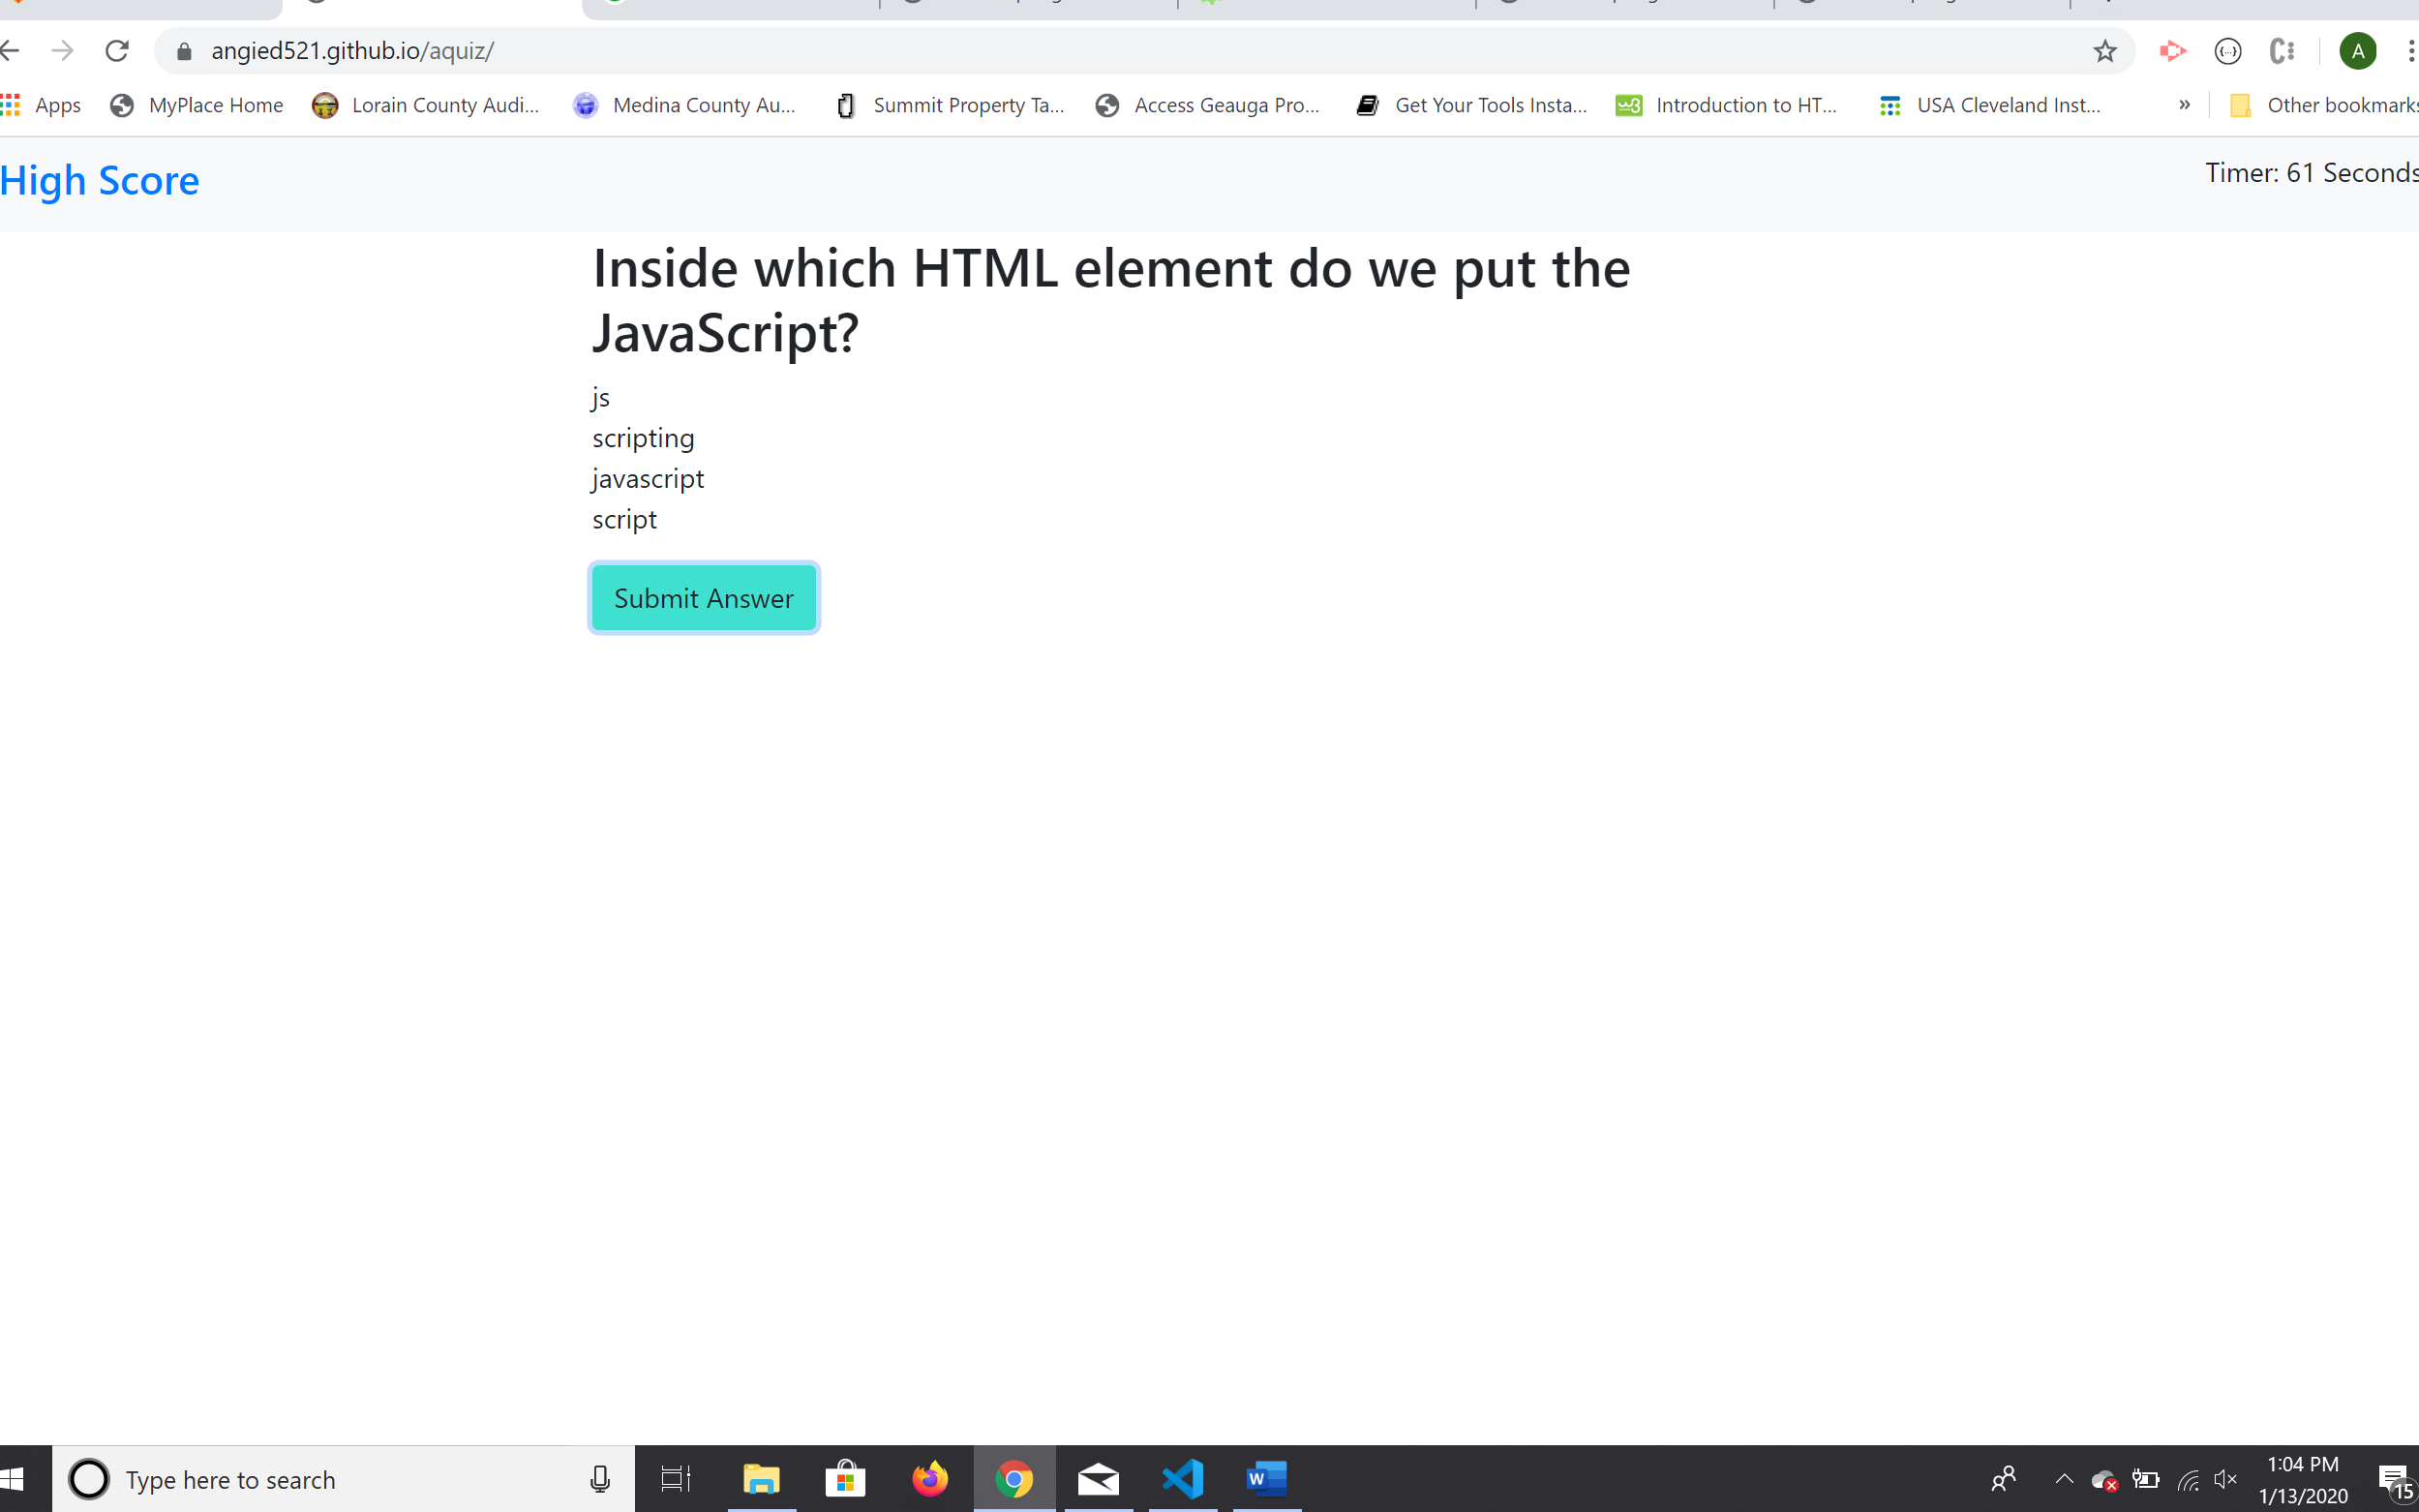 angied521.github.io/aquiz/
A
Apps MyPlace Home Lorain County Audi... Medina County Au... Summit Property Ta... Access Geauga Pro... Get Your Tools Insta... Introduction to HT... USA Cleveland Inst... » Other bookmarks
High Score
Timer: 61 Seconds
Inside which HTML element do we put the
JavaScript?
js
scripting
javascript
script
Submit Answer
Type here to search
1:04 PM
1/13/2020
15